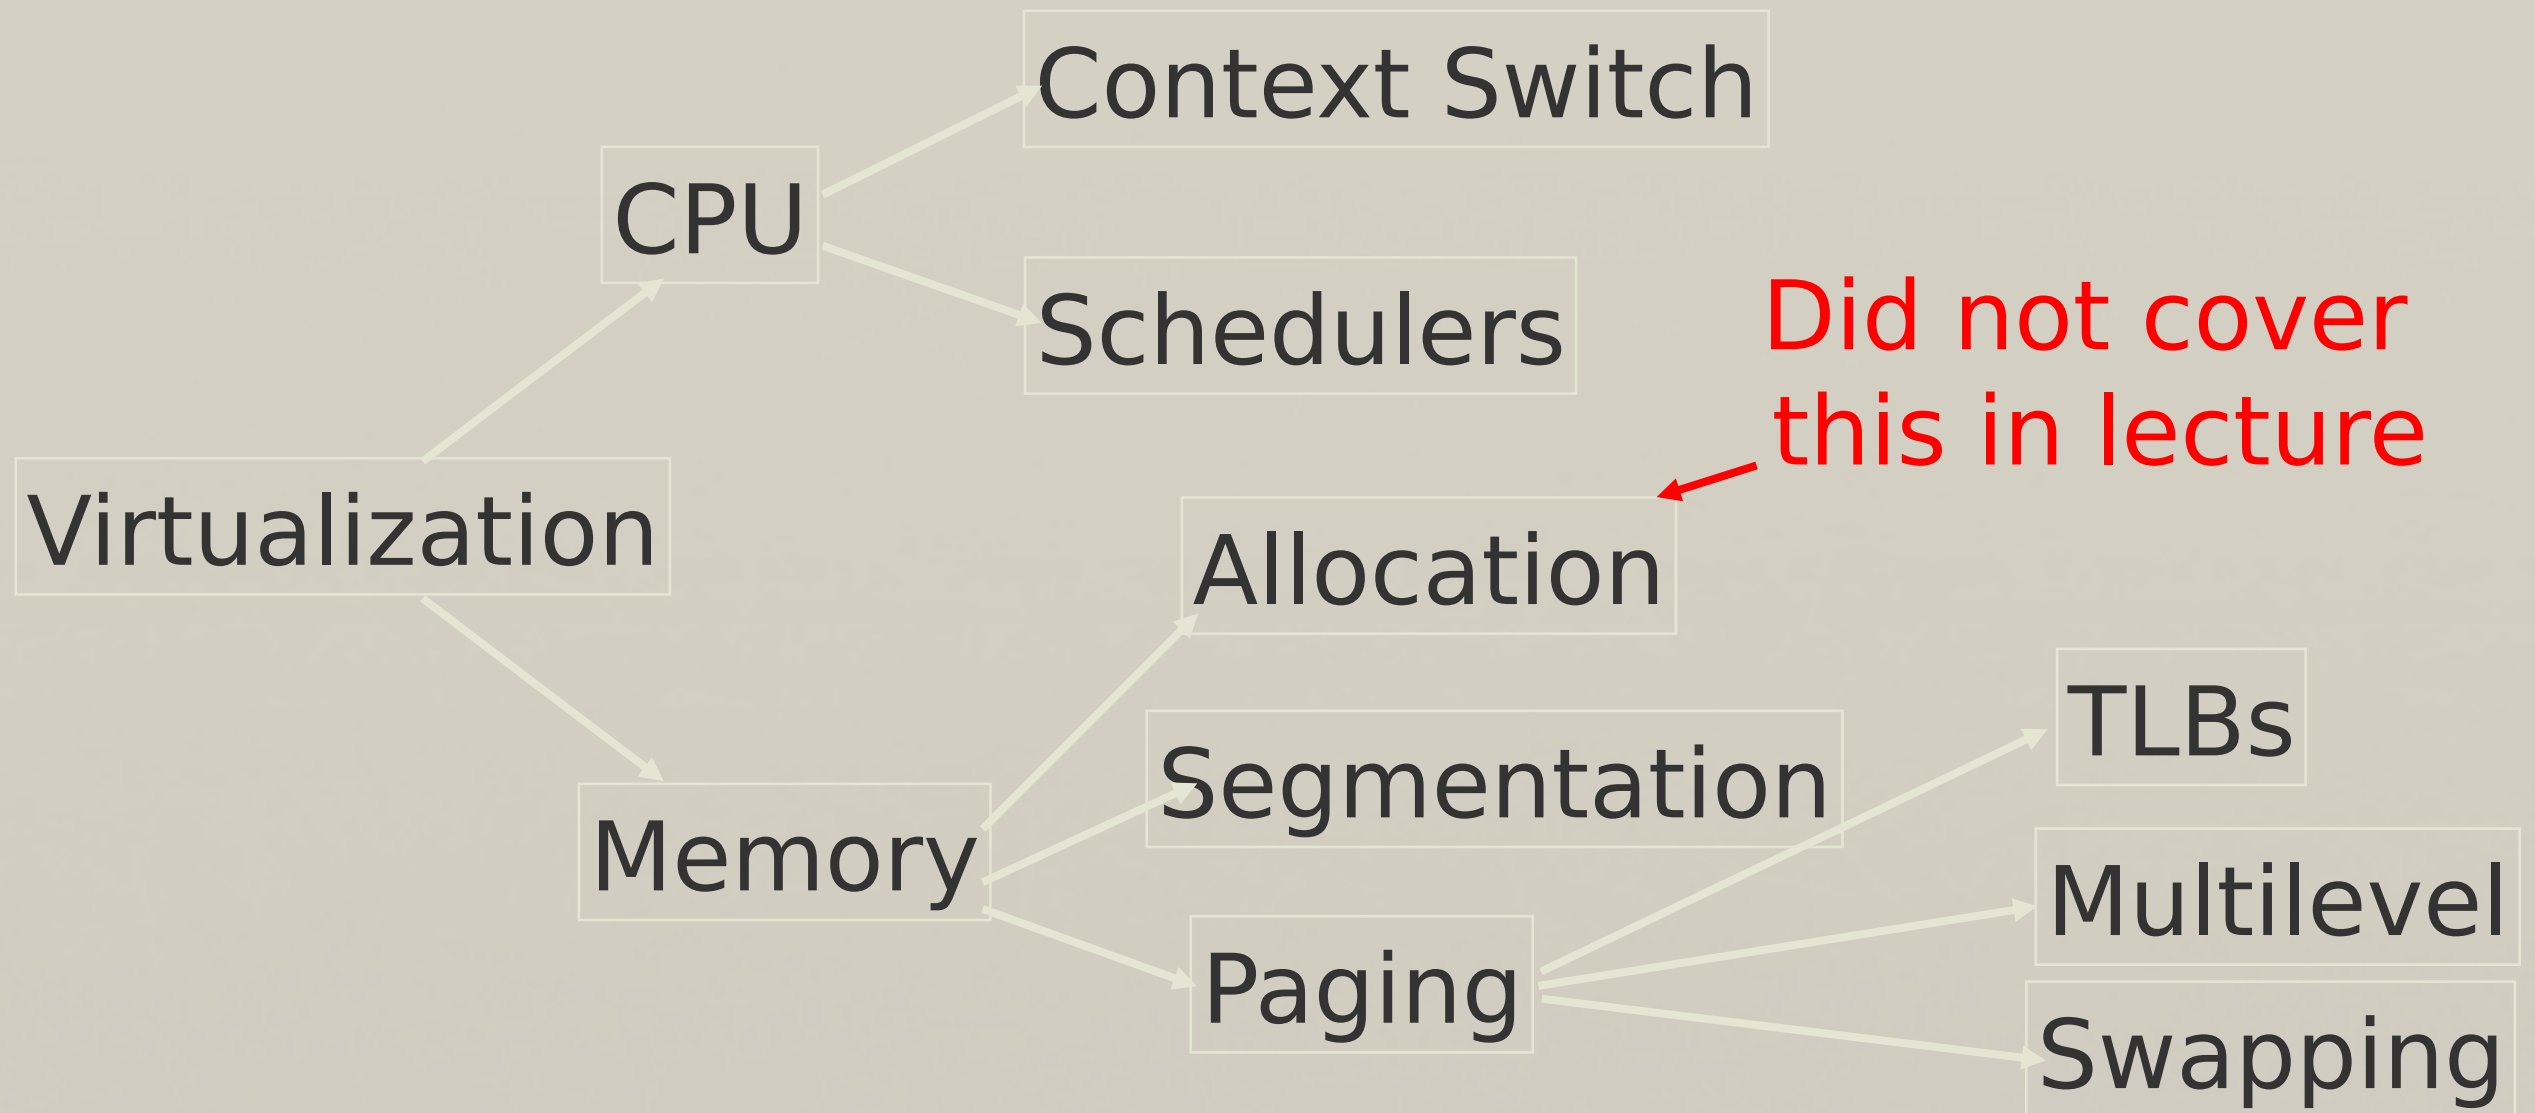 Context Switch
CPU
Schedulers
Did not cover
this in lecture
Virtualization
Allocation
Segmentation
TLBs
Memory
Multilevel
Paging
Swapping